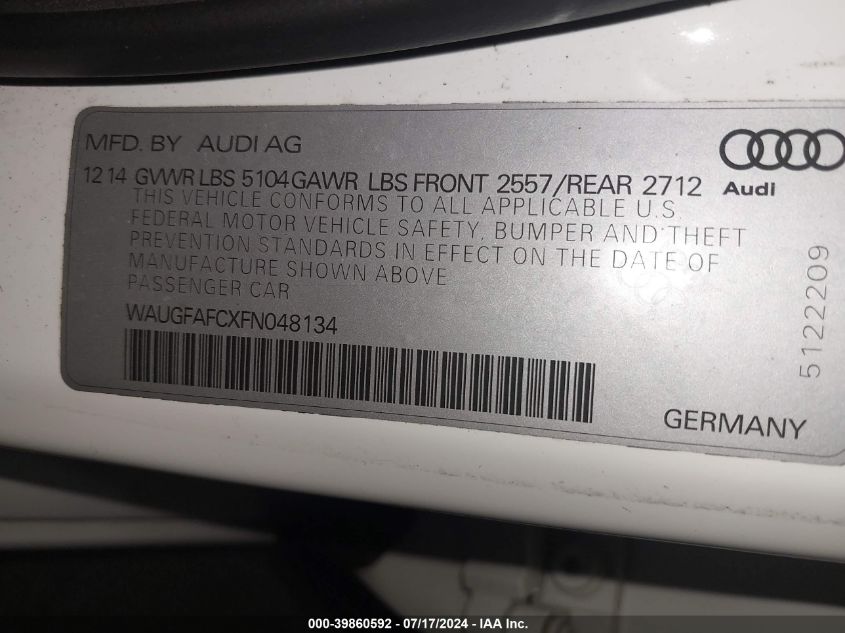 MFD. BY AUDI AG
12 14 GVWR LBS 5104 GAWR LBS FRONT 2557/REAR 2712
Audi
THIS VEHICLE CONFORMS TO ALL APPLICABLE U.S
FEDERAL MOTOR VEHICLE SAFETY, BUMPER AND THEFT
PREVENTION STANDARDS IN EFFECT ON THE DATE OF
MANUFACTURE SHOWN ABOVE
PASSENGER CAR
WAUGFAFCXFN048134
5122209
GERMANY
000-39860592 - 07/17/2024 - IAA Inc.